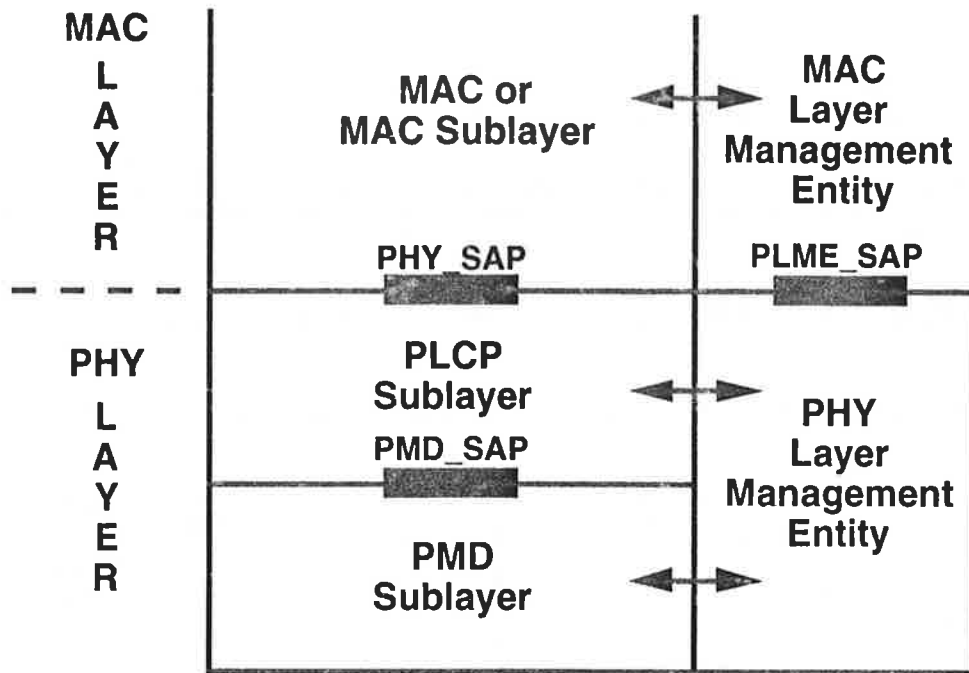 MAC
L
A
Y
E
R
MAC or
MAC Sublayer
MAC
Layer
Management
Entity
PHY_SAP
PLME_SAP
PHY
L
A
Y
E
R
PLCP
Sublayer
PMD_SAP
PMD
Sublayer
PHY
Layer
Management
Entity